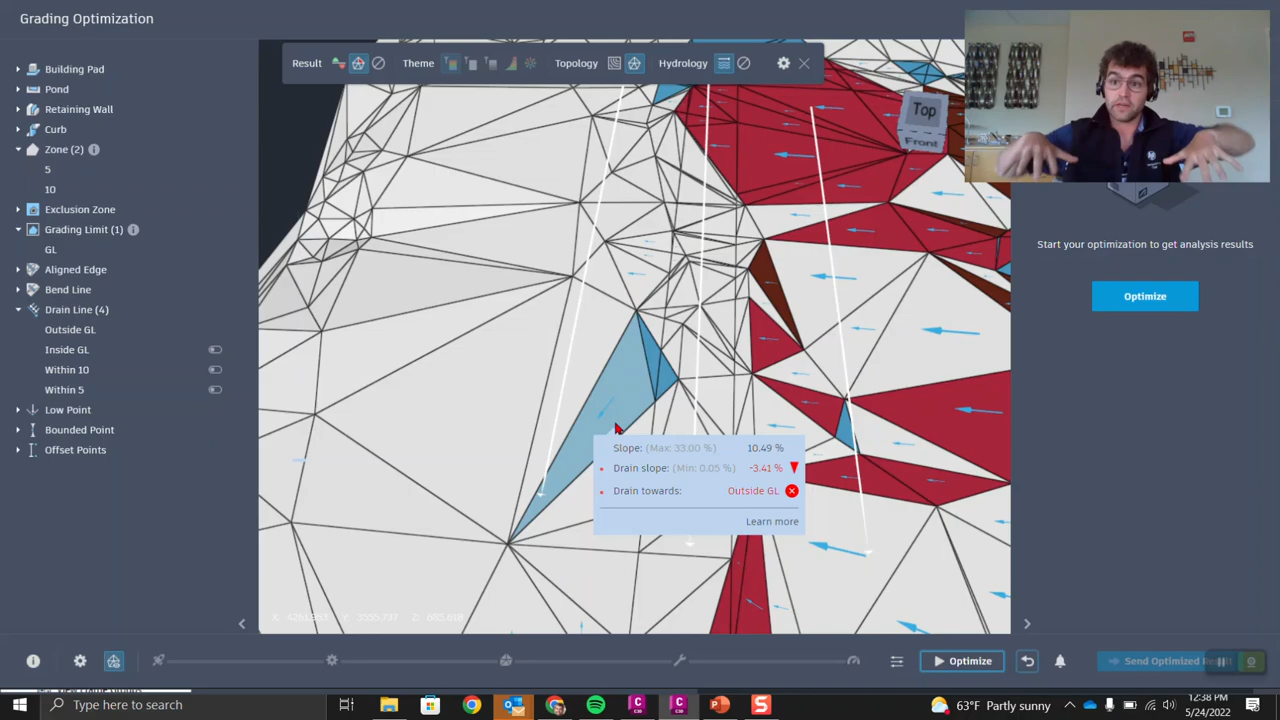 Grading Optimization
Result Theme Topology Hydrology
Building Pad
Pond
Retaining Wall
Curb
Zone (2)
5
10
Exclusion Zone
Grading Limit (1)
GL
Aligned Edge
Bend Line
Drain Line (4)
Outside GL
Inside GL
Within 10
Within 5
Low Point
Bounded Point
Offset Points
Top
Front
Slope: (Max: 33.00 %) 10.49 %
Drain slope: (Min: 0.05 %) -3.41 %
Drain towards: Outside GL
Learn more
Start your optimization to get analysis results
Optimize
Optimize
Send Optimized
Type here to search
63°F Partly sunny
12:38 PM
5/24/2022